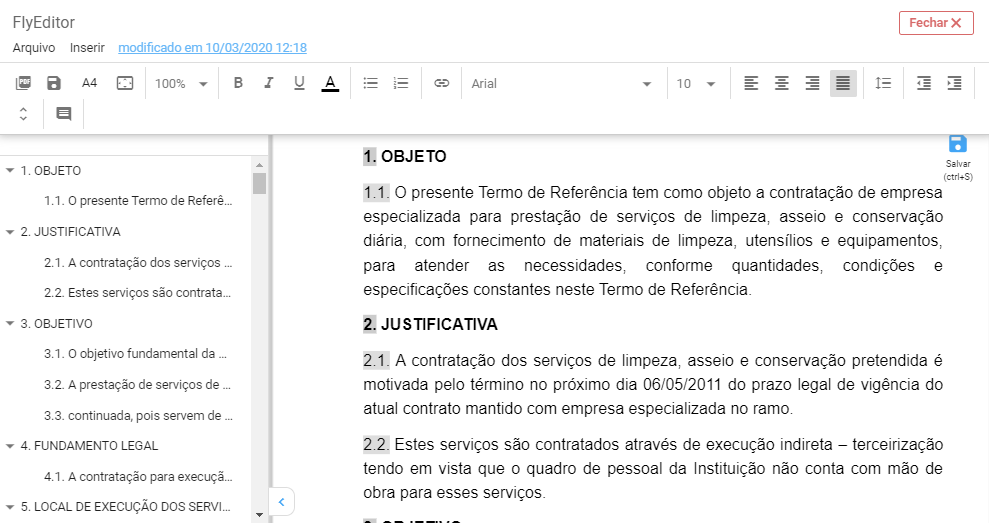 FlyEditor
Fechar
Arquivo Inserir modificado em 10/03/2020 12:18
PDF A4 100% B I U A Arial 10
1. OBJETO
1.1. O presente Termo de Referê...
2. JUSTIFICATIVA
2.1. A contratação dos serviços ...
2.2. Estes serviços são contrata...
3. OBJETIVO
3.1. O objetivo fundamental da ...
3.2. A prestação de serviços de ...
3.3. continuada, pois servem de ...
4. FUNDAMENTO LEGAL
4.1. A contratação para execuçã...
5. LOCAL DE EXECUÇÃO DOS SERVI...
1. OBJETO
1.1. O presente Termo de Referência tem como objeto a contratação de empresa
especializada para prestação de serviços de limpeza, asseio e conservação
diária, com fornecimento de materiais de limpeza, utensílios e equipamentos,
para atender as necessidades, conforme quantidades, condições e
especificações constantes neste Termo de Referência.
2. JUSTIFICATIVA
2.1. A contratação dos serviços de limpeza, asseio e conservação pretendida é
motivada pelo término no próximo dia 06/05/2011 do prazo legal de vigência do
atual contrato mantido com empresa especializada no ramo.
2.2. Estes serviços são contratados através de execução indireta – terceirização
tendo em vista que o quadro de pessoal da Instituição não conta com mão de
obra para esses serviços.
3. OBJETIVO
Salvar
(ctrl+S)